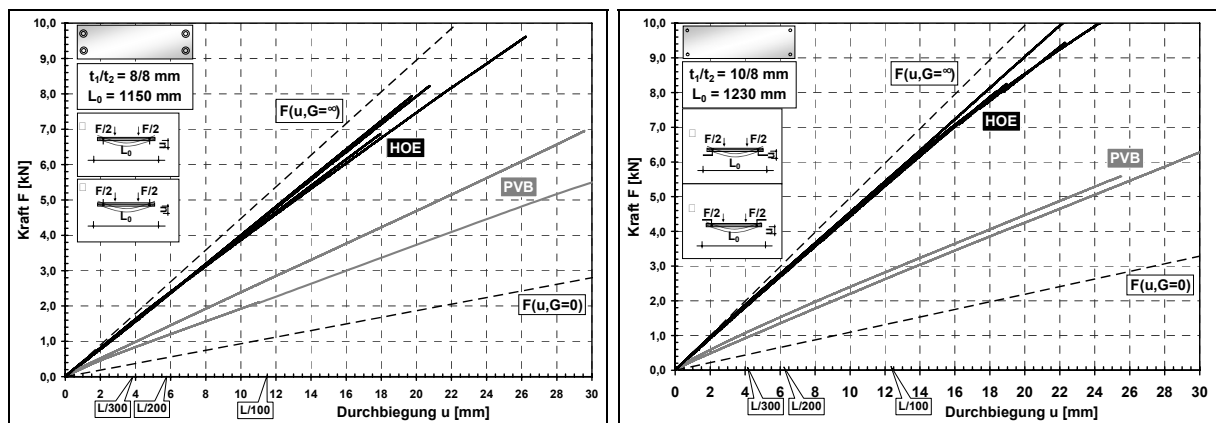 Kraft F [kN]
10,0
9,0
8,0
7,0
6,0
5,0
4,0
3,0
2,0
1,0
0,0
t₁/t₂ = 8/8 mm
L₀ = 1150 mm
F/2 F/2
L₀
F/2 F/2
L₀
F(u,G=∞)
HOE
PVB
F(u,G=0)
0 2 4 6 8 10 12 14 16 18 20 22 24 26 28 30
L/300 L/200 L/100
Durchbiegung u [mm]
Kraft F [kN]
10,0
9,0
8,0
7,0
6,0
5,0
4,0
3,0
2,0
1,0
0,0
t₁/t₂ = 10/8 mm
L₀ = 1230 mm
F/2 F/2
L₀
F/2 F/2
L₀
F(u,G=∞)
HOE
PVB
F(u,G=0)
0 2 4 6 8 10 12 14 16 18 20 22 24 26 28 30
L/300 L/200 L/100
Durchbiegung u [mm]